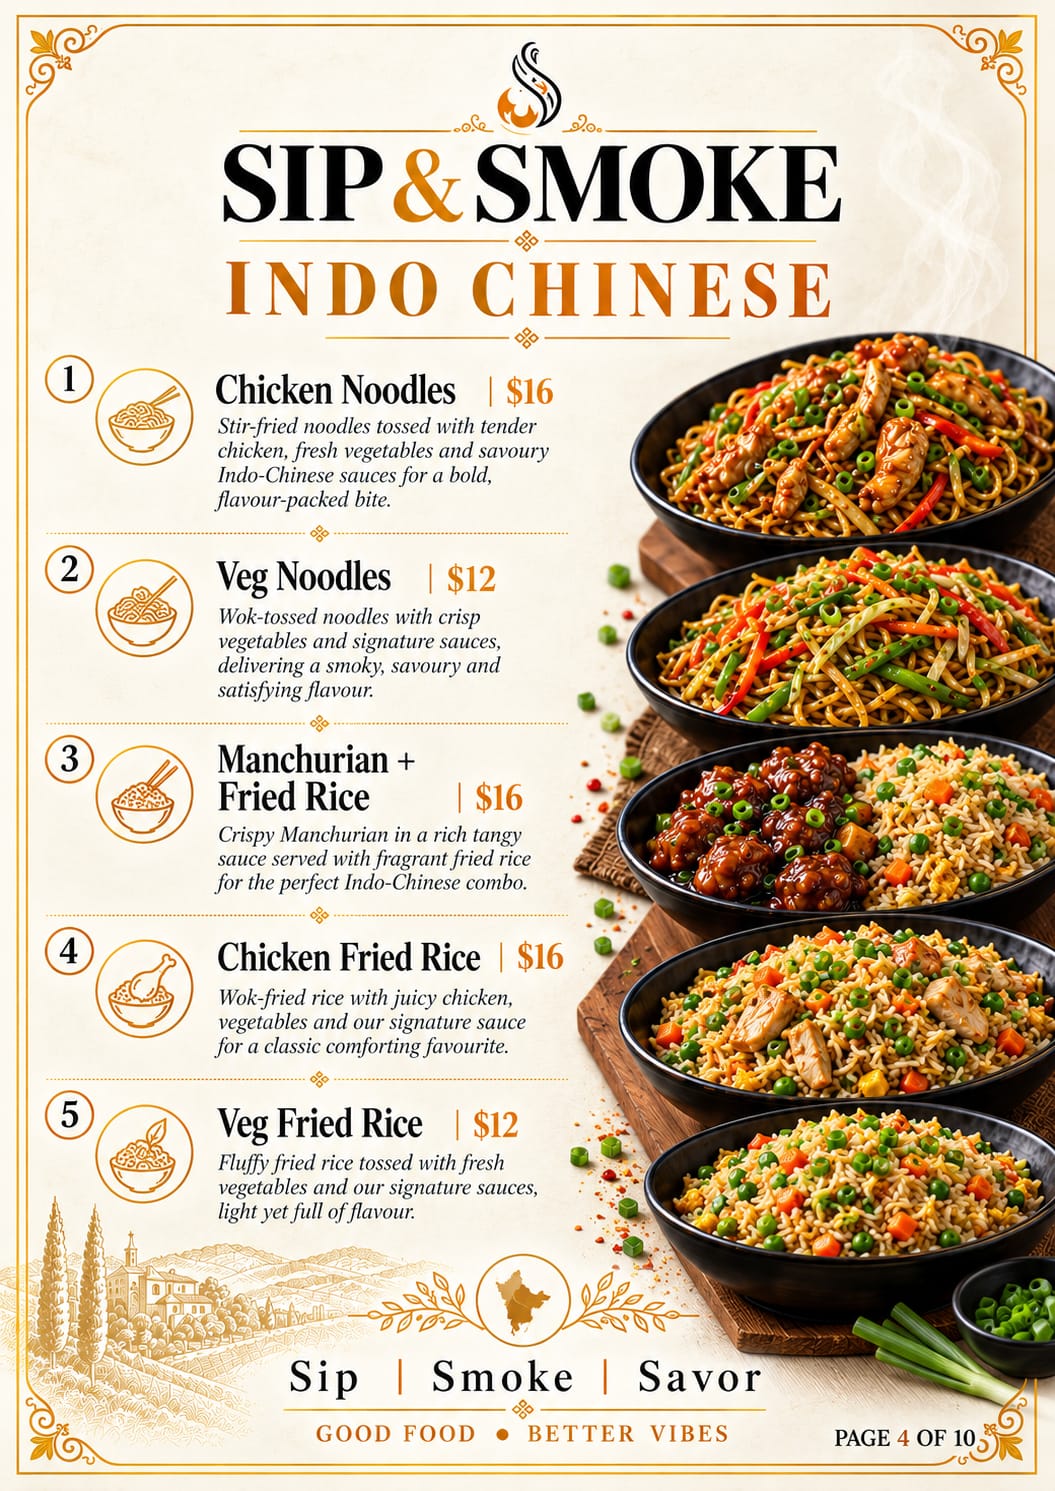 SIP & SMOKE
INDO CHINESE
1
Chicken Noodles | $16
Stir-fried noodles tossed with tender
chicken, fresh vegetables and savoury
Indo-Chinese sauces for a bold,
flavour-packed bite.
2
Veg Noodles | $12
Wok-tossed noodles with crisp
vegetables and signature sauces,
delivering a smoky, savoury and
satisfying flavour.
3
Manchurian +
Fried Rice | $16
Crispy Manchurian in a rich tangy
sauce served with fragrant fried rice
for the perfect Indo-Chinese combo.
4
Chicken Fried Rice | $16
Wok-fried rice with juicy chicken,
vegetables and our signature sauce
for a classic comforting favourite.
5
Veg Fried Rice | $12
Fluffy fried rice tossed with fresh
vegetables and our signature sauces,
light yet full of flavour.
Sip | Smoke | Savor
GOOD FOOD ● BETTER VIBES
PAGE 4 OF 10